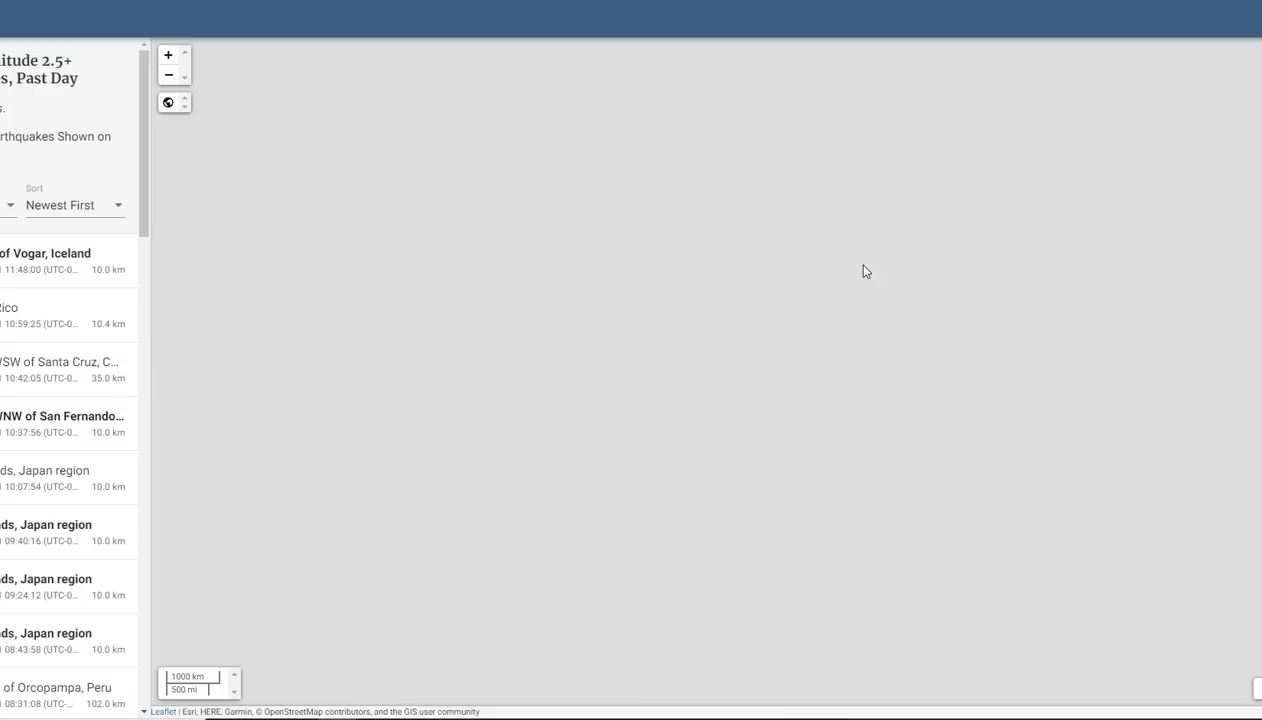 itude 2.5+
s, Past Day
s.
rthquakes Shown on
Sort
Newest First
of Vogar, Iceland
11:48:00 (UTC-0... 10.0 km
Rico
10:59:25 (UTC-0... 10.4 km
WSW of Santa Cruz, C...
10:42:05 (UTC-0... 35.0 km
WNW of San Fernando...
10:37:56 (UTC-0... 10.0 km
ds, Japan region
10:07:54 (UTC-0... 10.0 km
ds, Japan region
09:40:16 (UTC-0... 10.0 km
ds, Japan region
09:24:12 (UTC-0... 10.0 km
ds, Japan region
08:43:58 (UTC-0... 10.0 km
of Orcopampa, Peru
08:31:08 (UTC-... 102.0 km
+
−
1000 km
500 mi
Leaflet | Esri, HERE, Garmin, © OpenStreetMap contributors, and the GIS user community